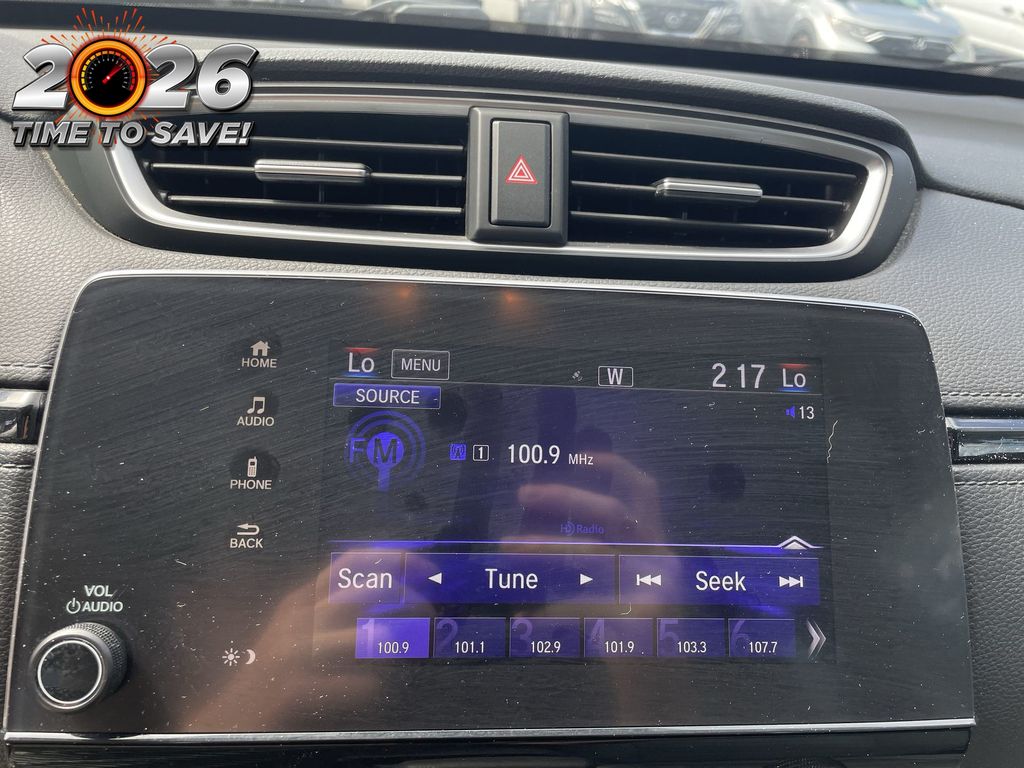 2026
TIME TO SAVE!
HOME
AUDIO
PHONE
BACK
VOL
AUDIO
Lo MENU W 2 17 Lo
SOURCE
13
FM 1 100.9 MHz
HD Radio
Scan Tune Seek
1 100.9 2 101.1 3 102.9 4 101.9 5 103.3 6 107.7